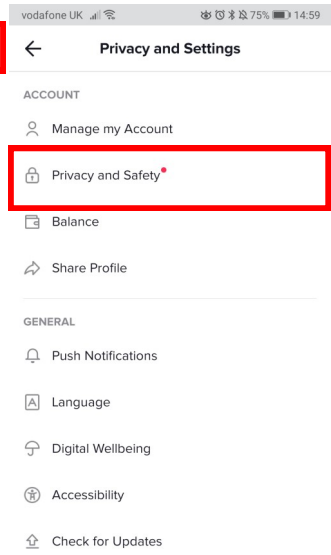 vodafone UK 75% 14:59
Privacy and Settings
ACCOUNT
Manage my Account
Privacy and Safety
Balance
Share Profile
GENERAL
Push Notifications
A Language
Digital Wellbeing
Accessibility
Check for Updates